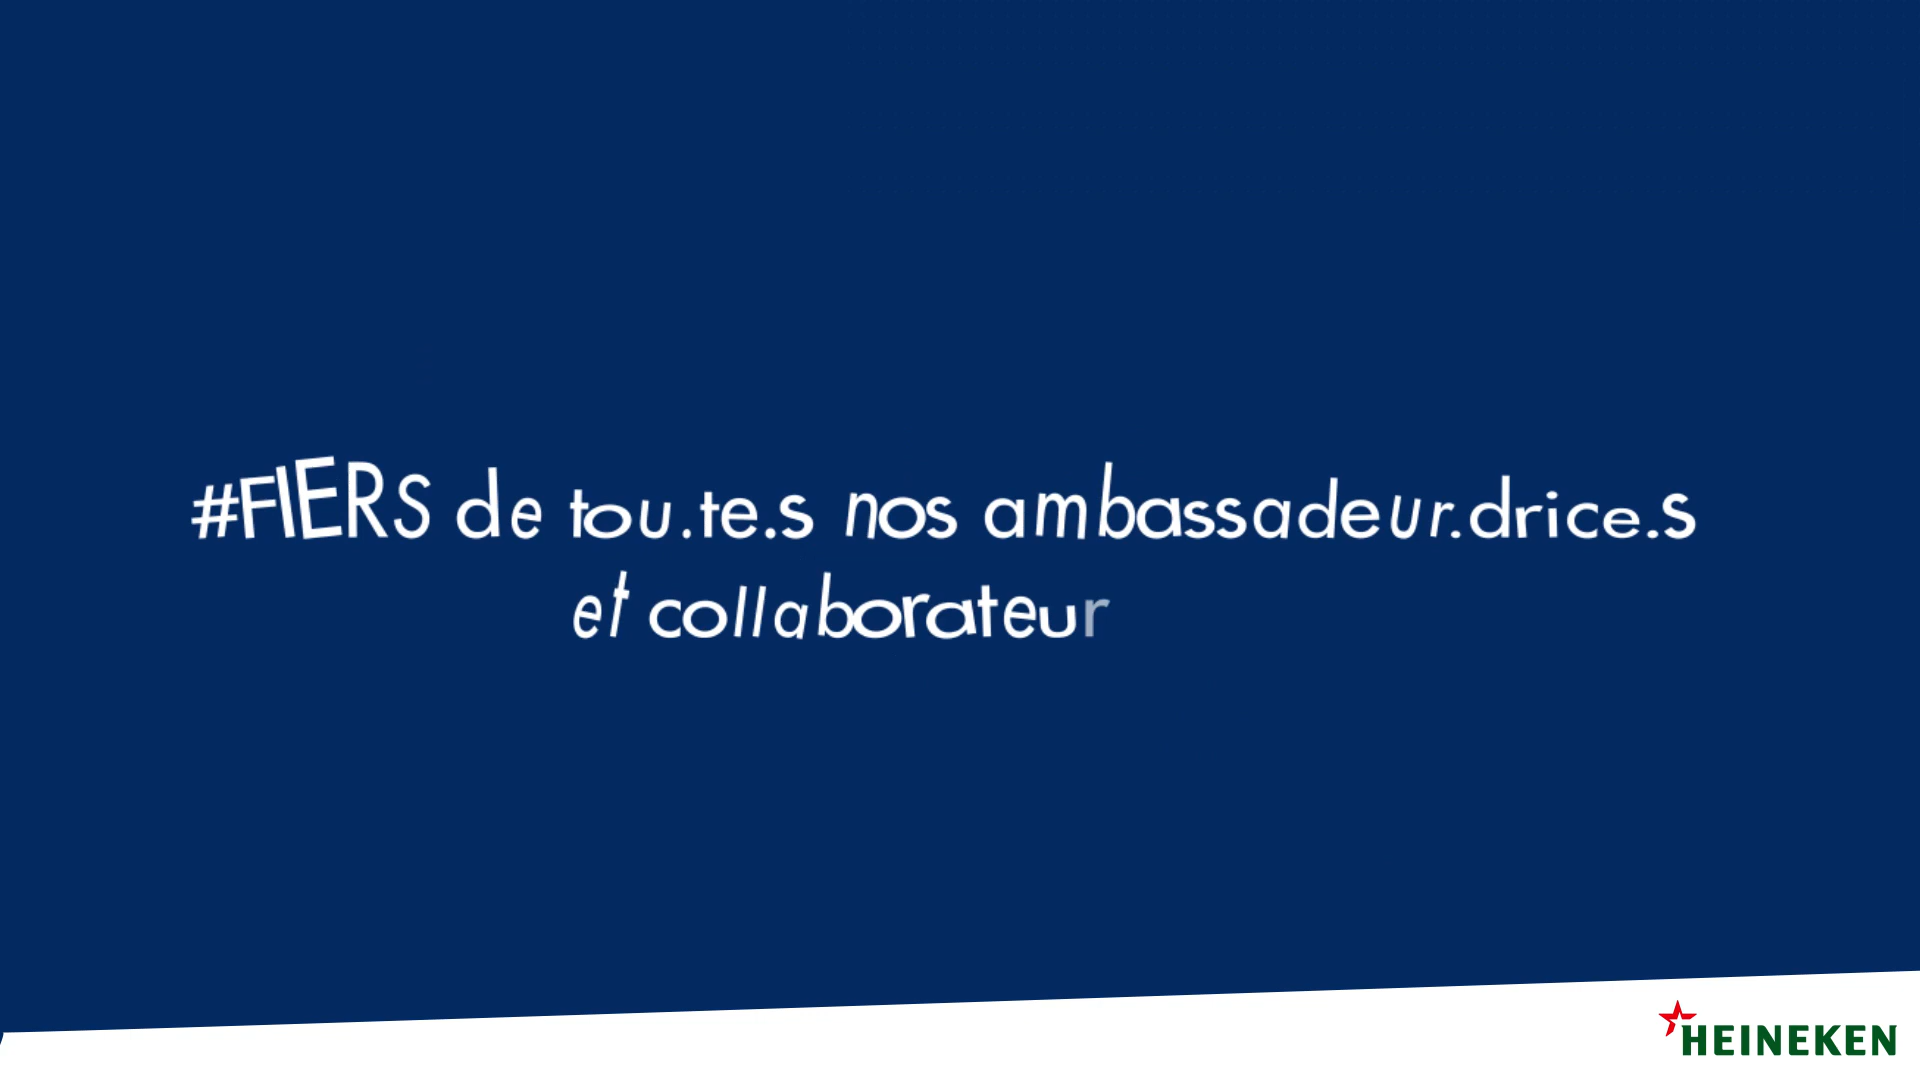 #FIERS de tou.te.s nos ambassadeur.drice.s
et collaborateur
HEINEKEN